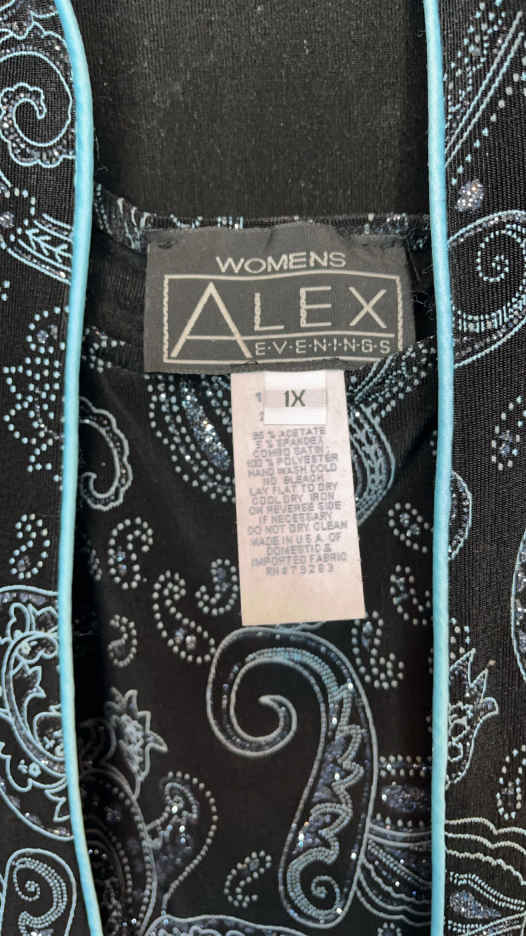 WOMENS
ALEX
E·V·E·N·I·N·G·S
1X
95 % ACETATE
5 % SPANDEX
COMBO SATIN:
100 % POLYESTER
HAND WASH COLD
NO BLEACH
LAY FLAT TO DRY
COOL DRY IRON
ON REVERSE SIDE
IF NECESSARY
DO NOT DRY CLEAN
MADE IN U.S.A. OF
DOMESTIC &
IMPORTED FABRIC
RN#79283